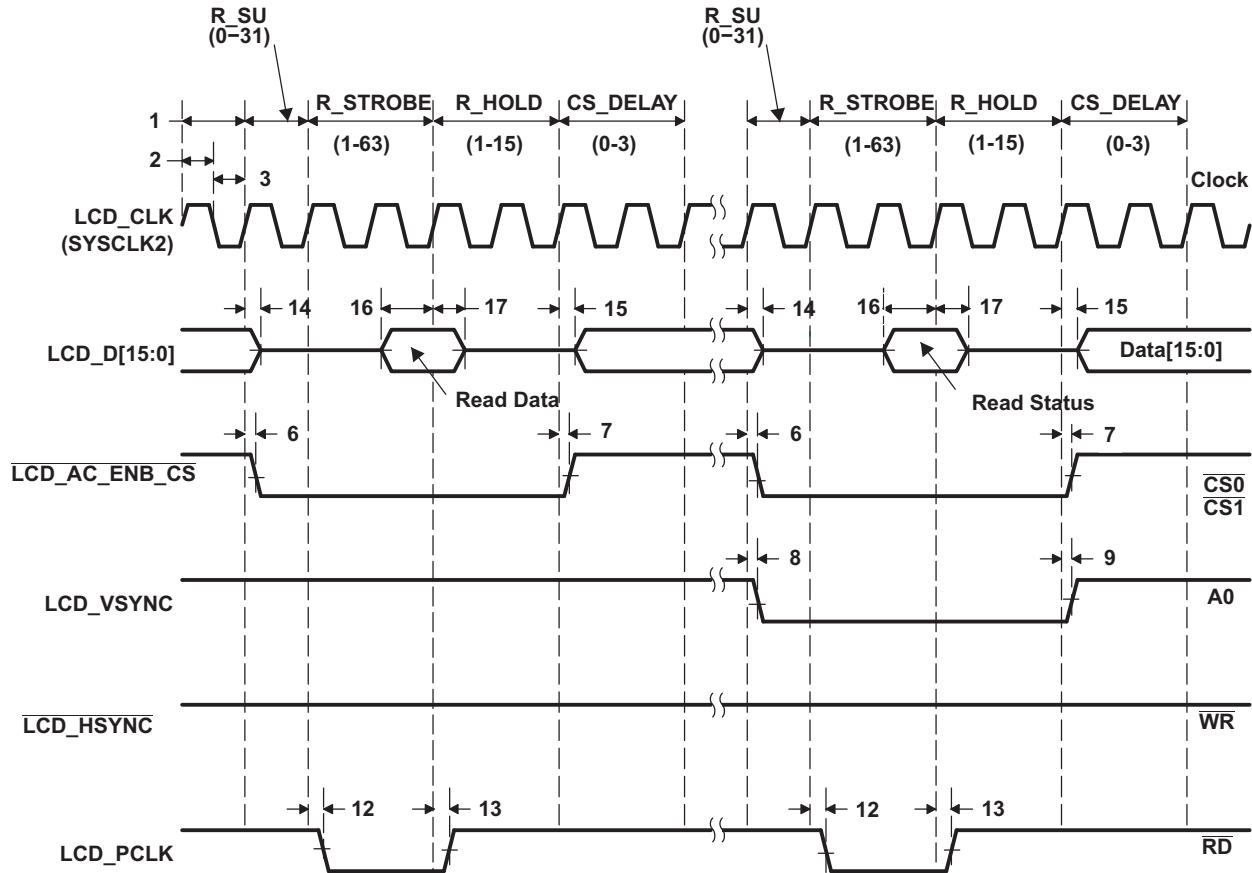 R_SU
(0−31)
R_SU
(0−31)
R_STROBE R_HOLD CS_DELAY R_STROBE R_HOLD CS_DELAY
1
(1-63) (1-15) (0-3) (1-63) (1-15) (0-3)
2
3
Clock
LCD_CLK
(SYSCLK2)
14 16 17 15 14 16 17 15
LCD_D[15:0] Data[15:0]
Read Data Read Status
6 7 6 7
LCD_AC_ENB_CS
CS0
CS1
8 9
LCD_VSYNC A0
LCD_HSYNC WR
12 13 12 13
LCD_PCLK RD